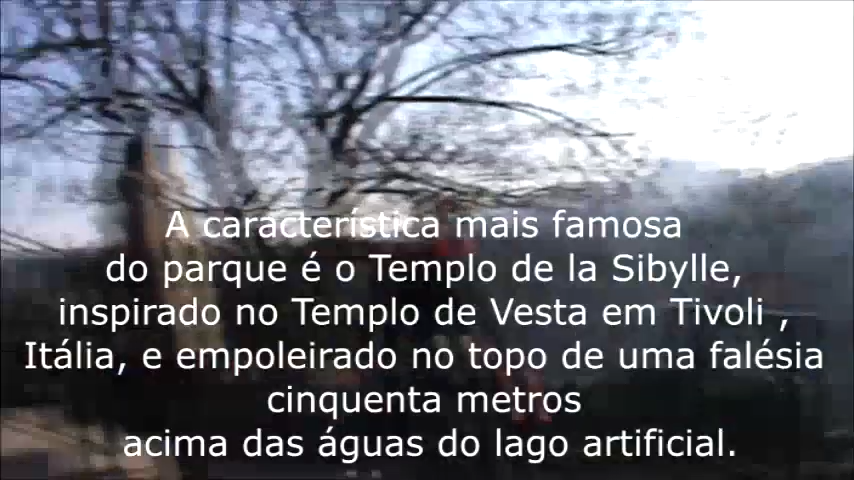 A característica mais famosa
do parque é o Templo de la Sibylle,
inspirado no Templo de Vesta em Tivoli ,
Itália, e empoleirado no topo de uma falésia
cinquenta metros
acima das águas do lago artificial.